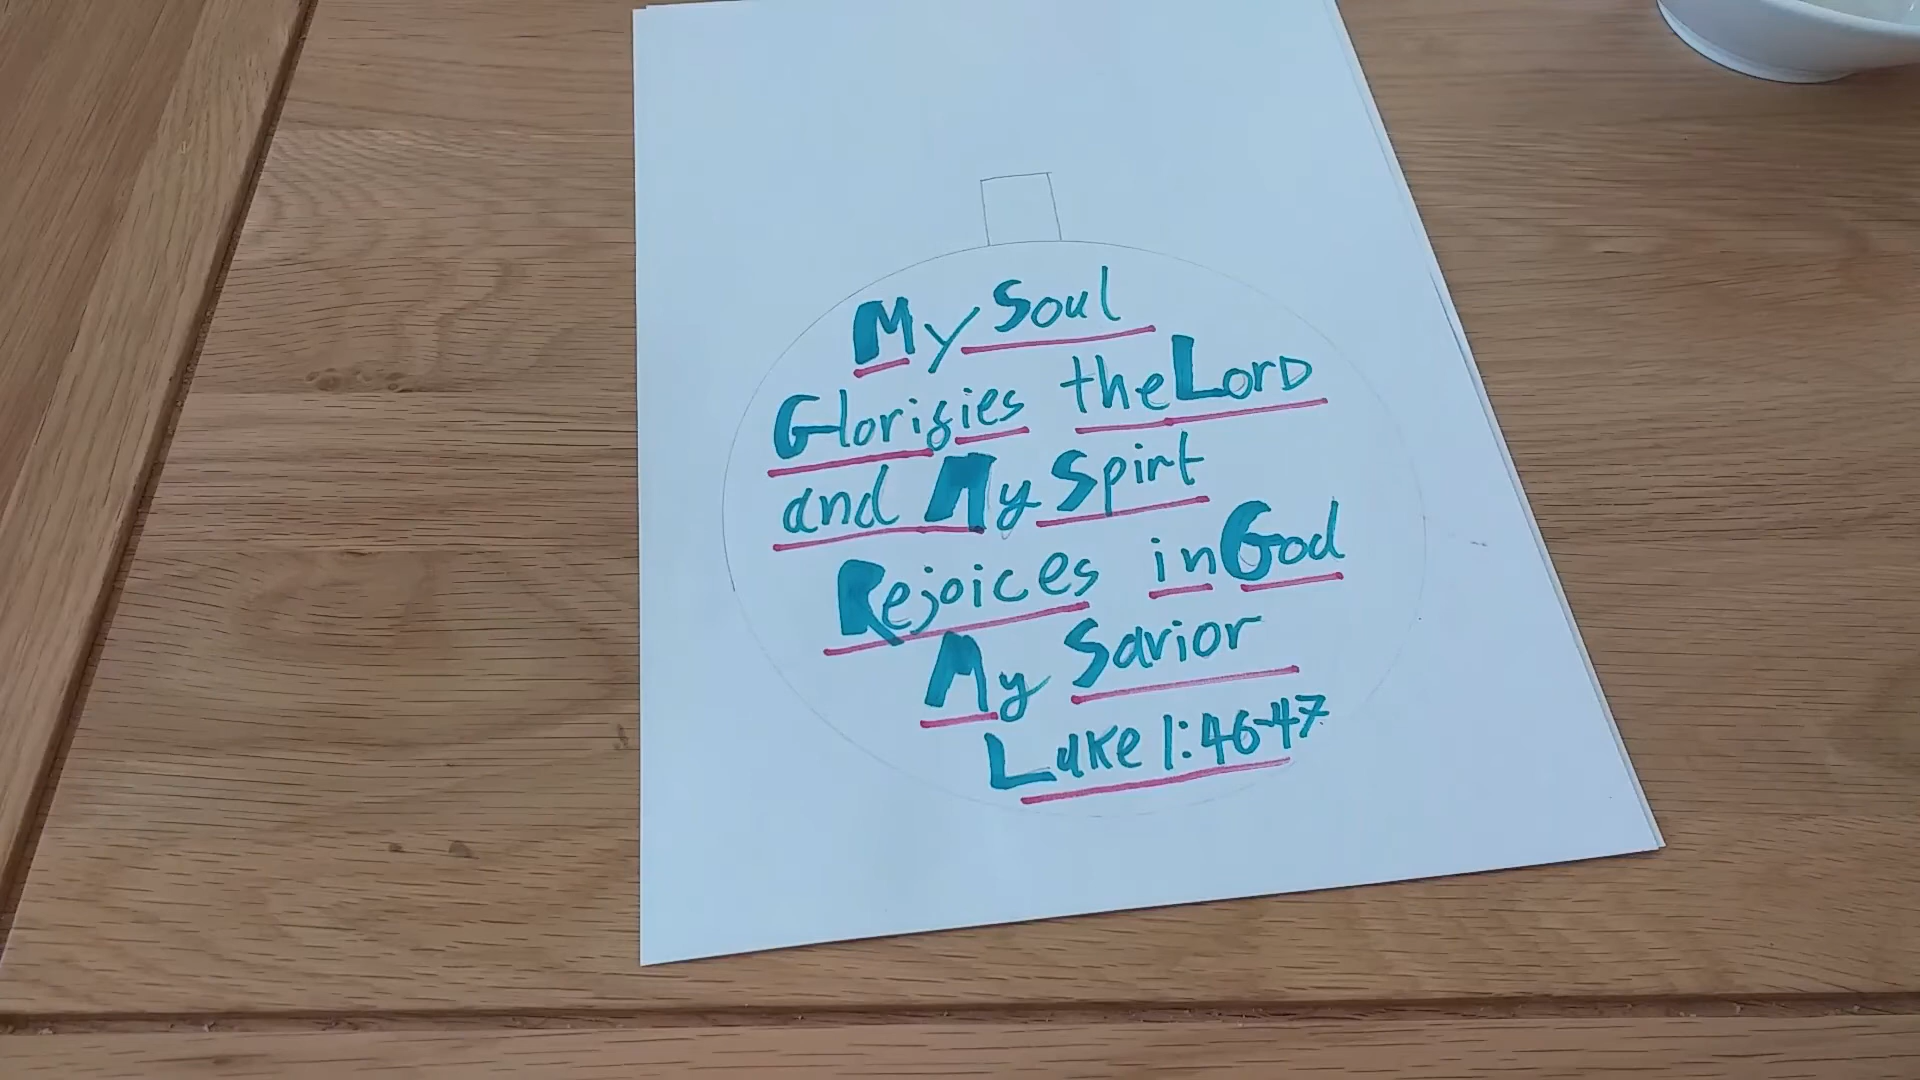 My Soul
Glorifies the Lord
and My Spirt
Rejoices in God
My Savior
Luke 1:46-47